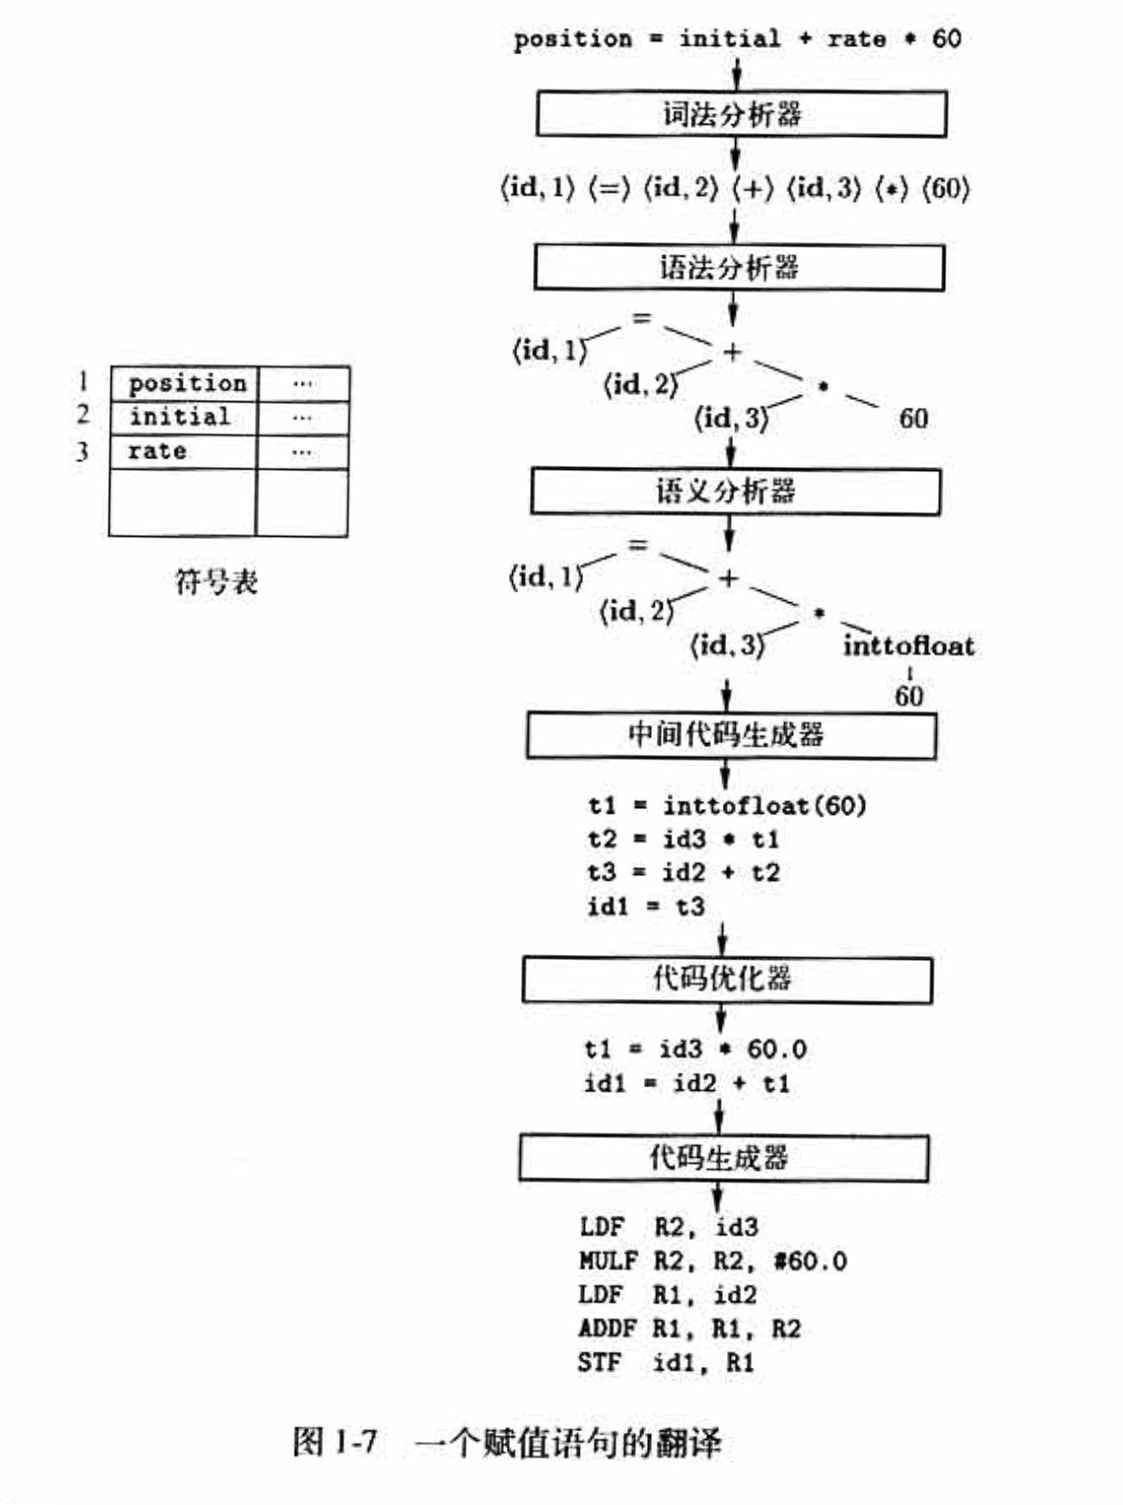 position = initial + rate * 60
词法分析器
⟨id, 1⟩ ⟨=⟩ ⟨id, 2⟩ ⟨+⟩ ⟨id, 3⟩ ⟨*⟩ ⟨60⟩
语法分析器
=
⟨id, 1⟩ +
⟨id, 2⟩ *
⟨id, 3⟩ 60
1 position ...
2 initial ...
3 rate ...
符号表
语义分析器
=
⟨id, 1⟩ +
⟨id, 2⟩ *
⟨id, 3⟩ inttofloat
60
中间代码生成器
t1 = inttofloat(60)
t2 = id3 * t1
t3 = id2 + t2
id1 = t3
代码优化器
t1 = id3 * 60.0
id1 = id2 + t1
代码生成器
LDF R2, id3
MULF R2, R2, #60.0
LDF R1, id2
ADDF R1, R1, R2
STF id1, R1
图 1-7 一个赋值语句的翻译